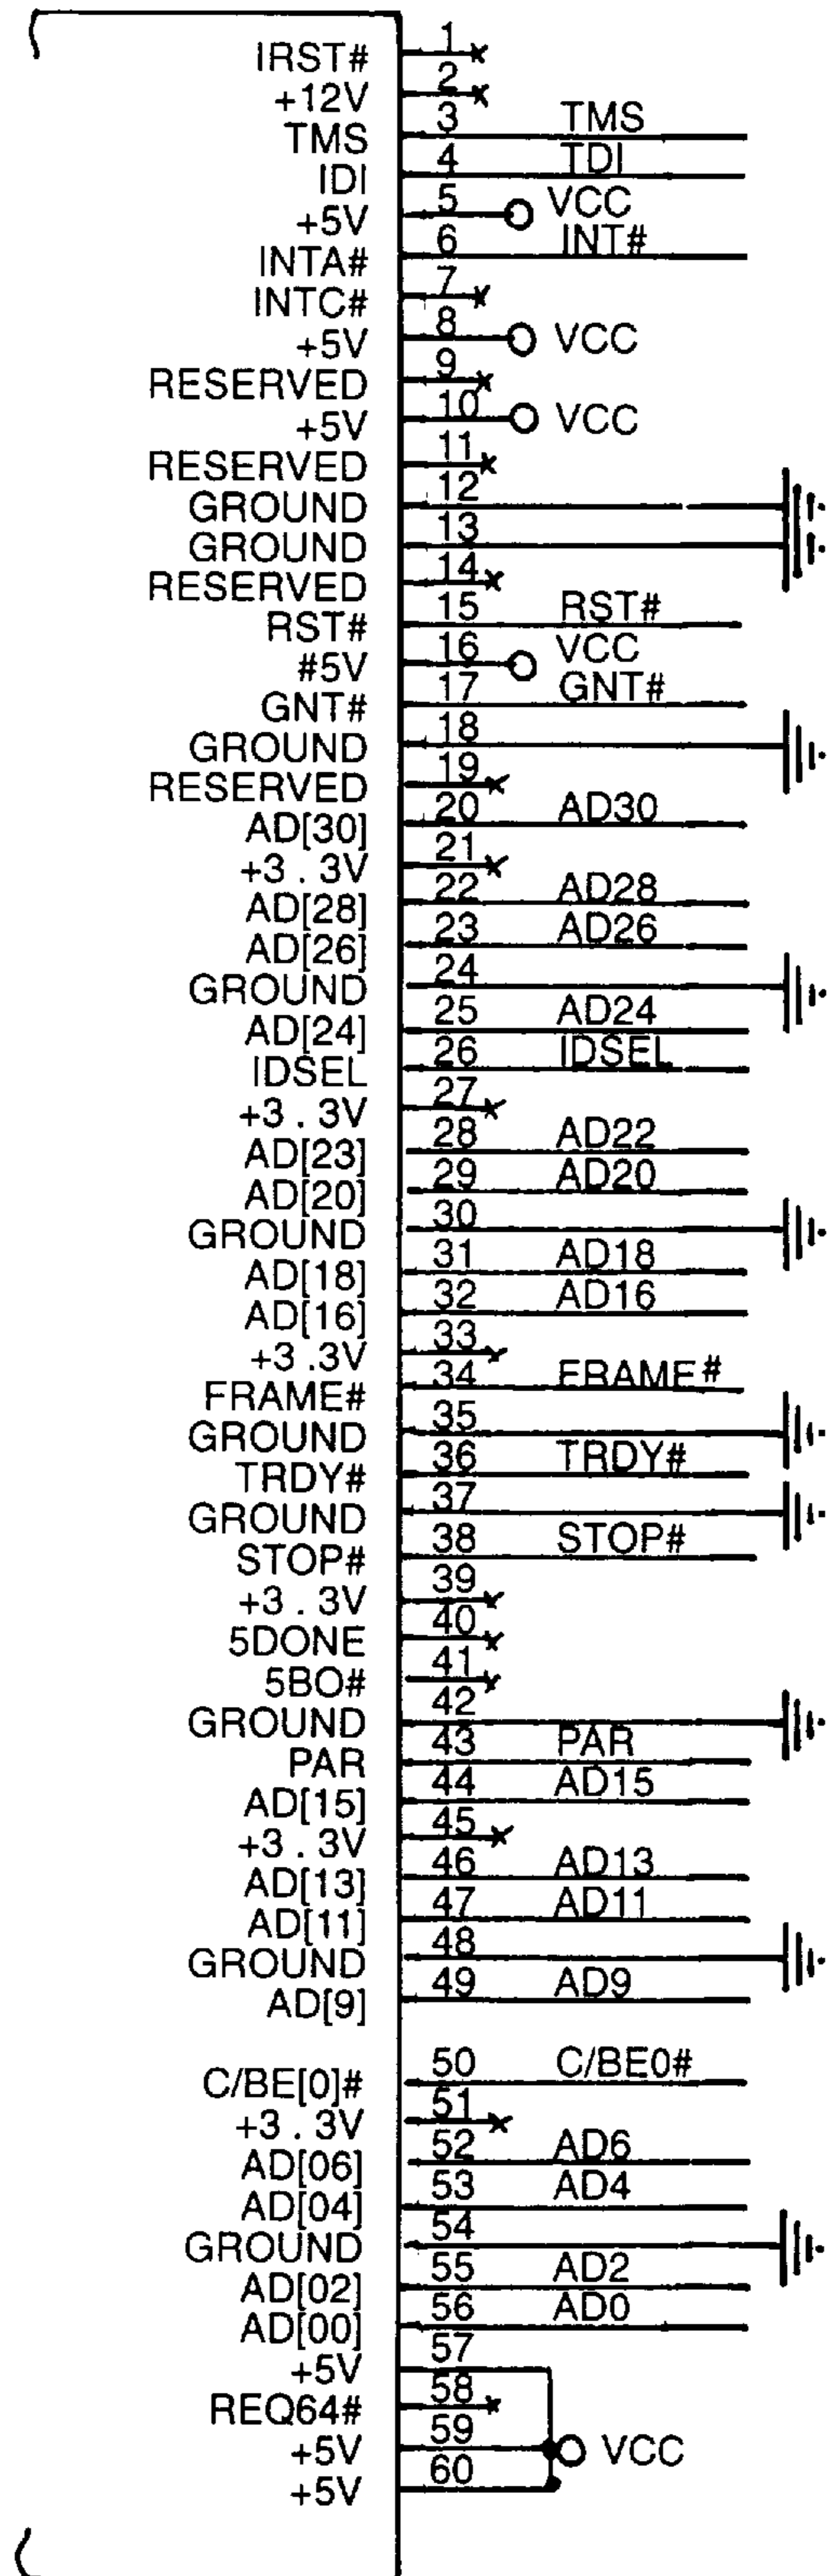 IRST# 1
+12V 2
TMS 3 TMS
IDI 4 TDI
+5V 5 VCC
INTA# 6 INT#
INTC# 7
+5V 8 VCC
RESERVED 9
+5V 10 VCC
RESERVED 11
GROUND 12
GROUND 13
RESERVED 14
RST# 15 RST#
#5V 16 VCC
GNT# 17 GNT#
GROUND 18
RESERVED 19
AD[30] 20 AD30
+3 . 3V 21
AD[28] 22 AD28
AD[26] 23 AD26
GROUND 24
AD[24] 25 AD24
IDSEL 26 IDSEL
+3 . 3V 27
AD[23] 28 AD22
AD[20] 29 AD20
GROUND 30
AD[18] 31 AD18
AD[16] 32 AD16
+3 .3V 33
FRAME# 34 FRAME#
GROUND 35
TRDY# 36 TRDY#
GROUND 37
STOP# 38 STOP#
+3 . 3V 39
5DONE 40
5BO# 41
GROUND 42
PAR 43 PAR
AD[15] 44 AD15
+3 . 3V 45
AD[13] 46 AD13
AD[11] 47 AD11
GROUND 48
AD[9] 49 AD9
C/BE[0]# 50 C/BE0#
+3 . 3V 51
AD[06] 52 AD6
AD[04] 53 AD4
GROUND 54
AD[02] 55 AD2
AD[00] 56 AD0
+5V 57
REQ64# 58
+5V 59 VCC
+5V 60